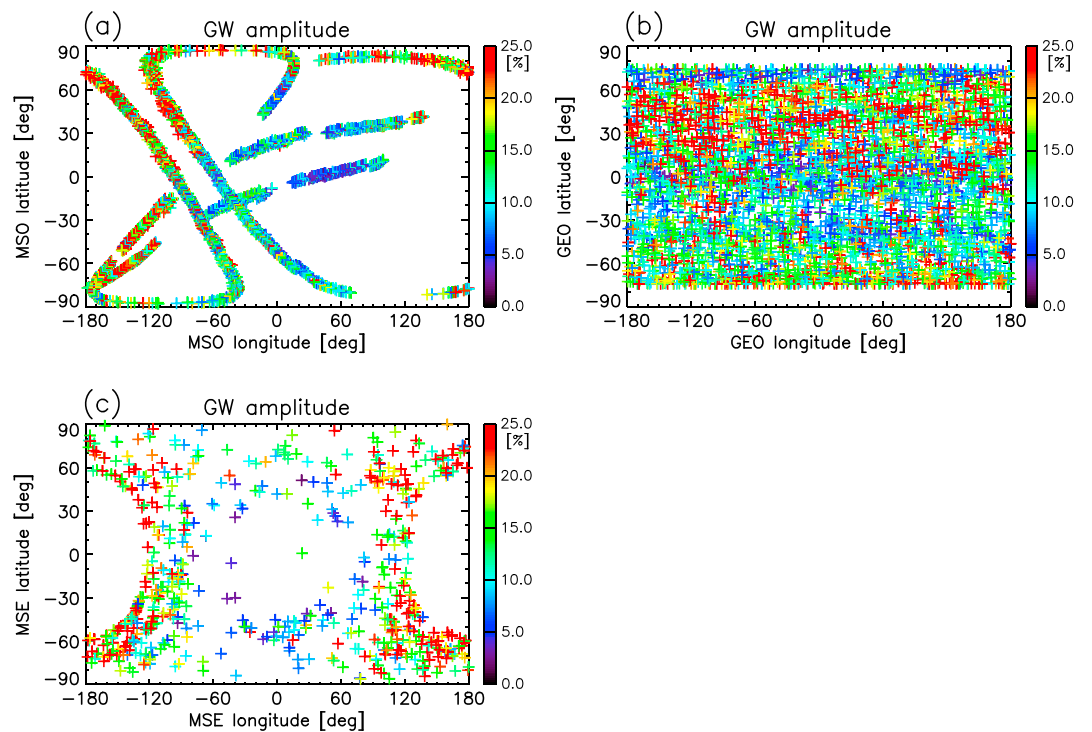 (a)
GW amplitude
MSO latitude [deg]
90
60
30
0
−30
−60
−90
−180 −120 −60 0 60 120 180
MSO longitude [deg]
25.0
[%]
20.0
15.0
10.0
5.0
0.0
(b)
GW amplitude
GEO latitude [deg]
90
60
30
0
−30
−60
−90
−180 −120 −60 0 60 120 180
GEO longitude [deg]
25.0
[%]
20.0
15.0
10.0
5.0
0.0
(c)
GW amplitude
MSE latitude [deg]
90
60
30
0
−30
−60
−90
−180 −120 −60 0 60 120 180
MSE longitude [deg]
25.0
[%]
20.0
15.0
10.0
5.0
0.0